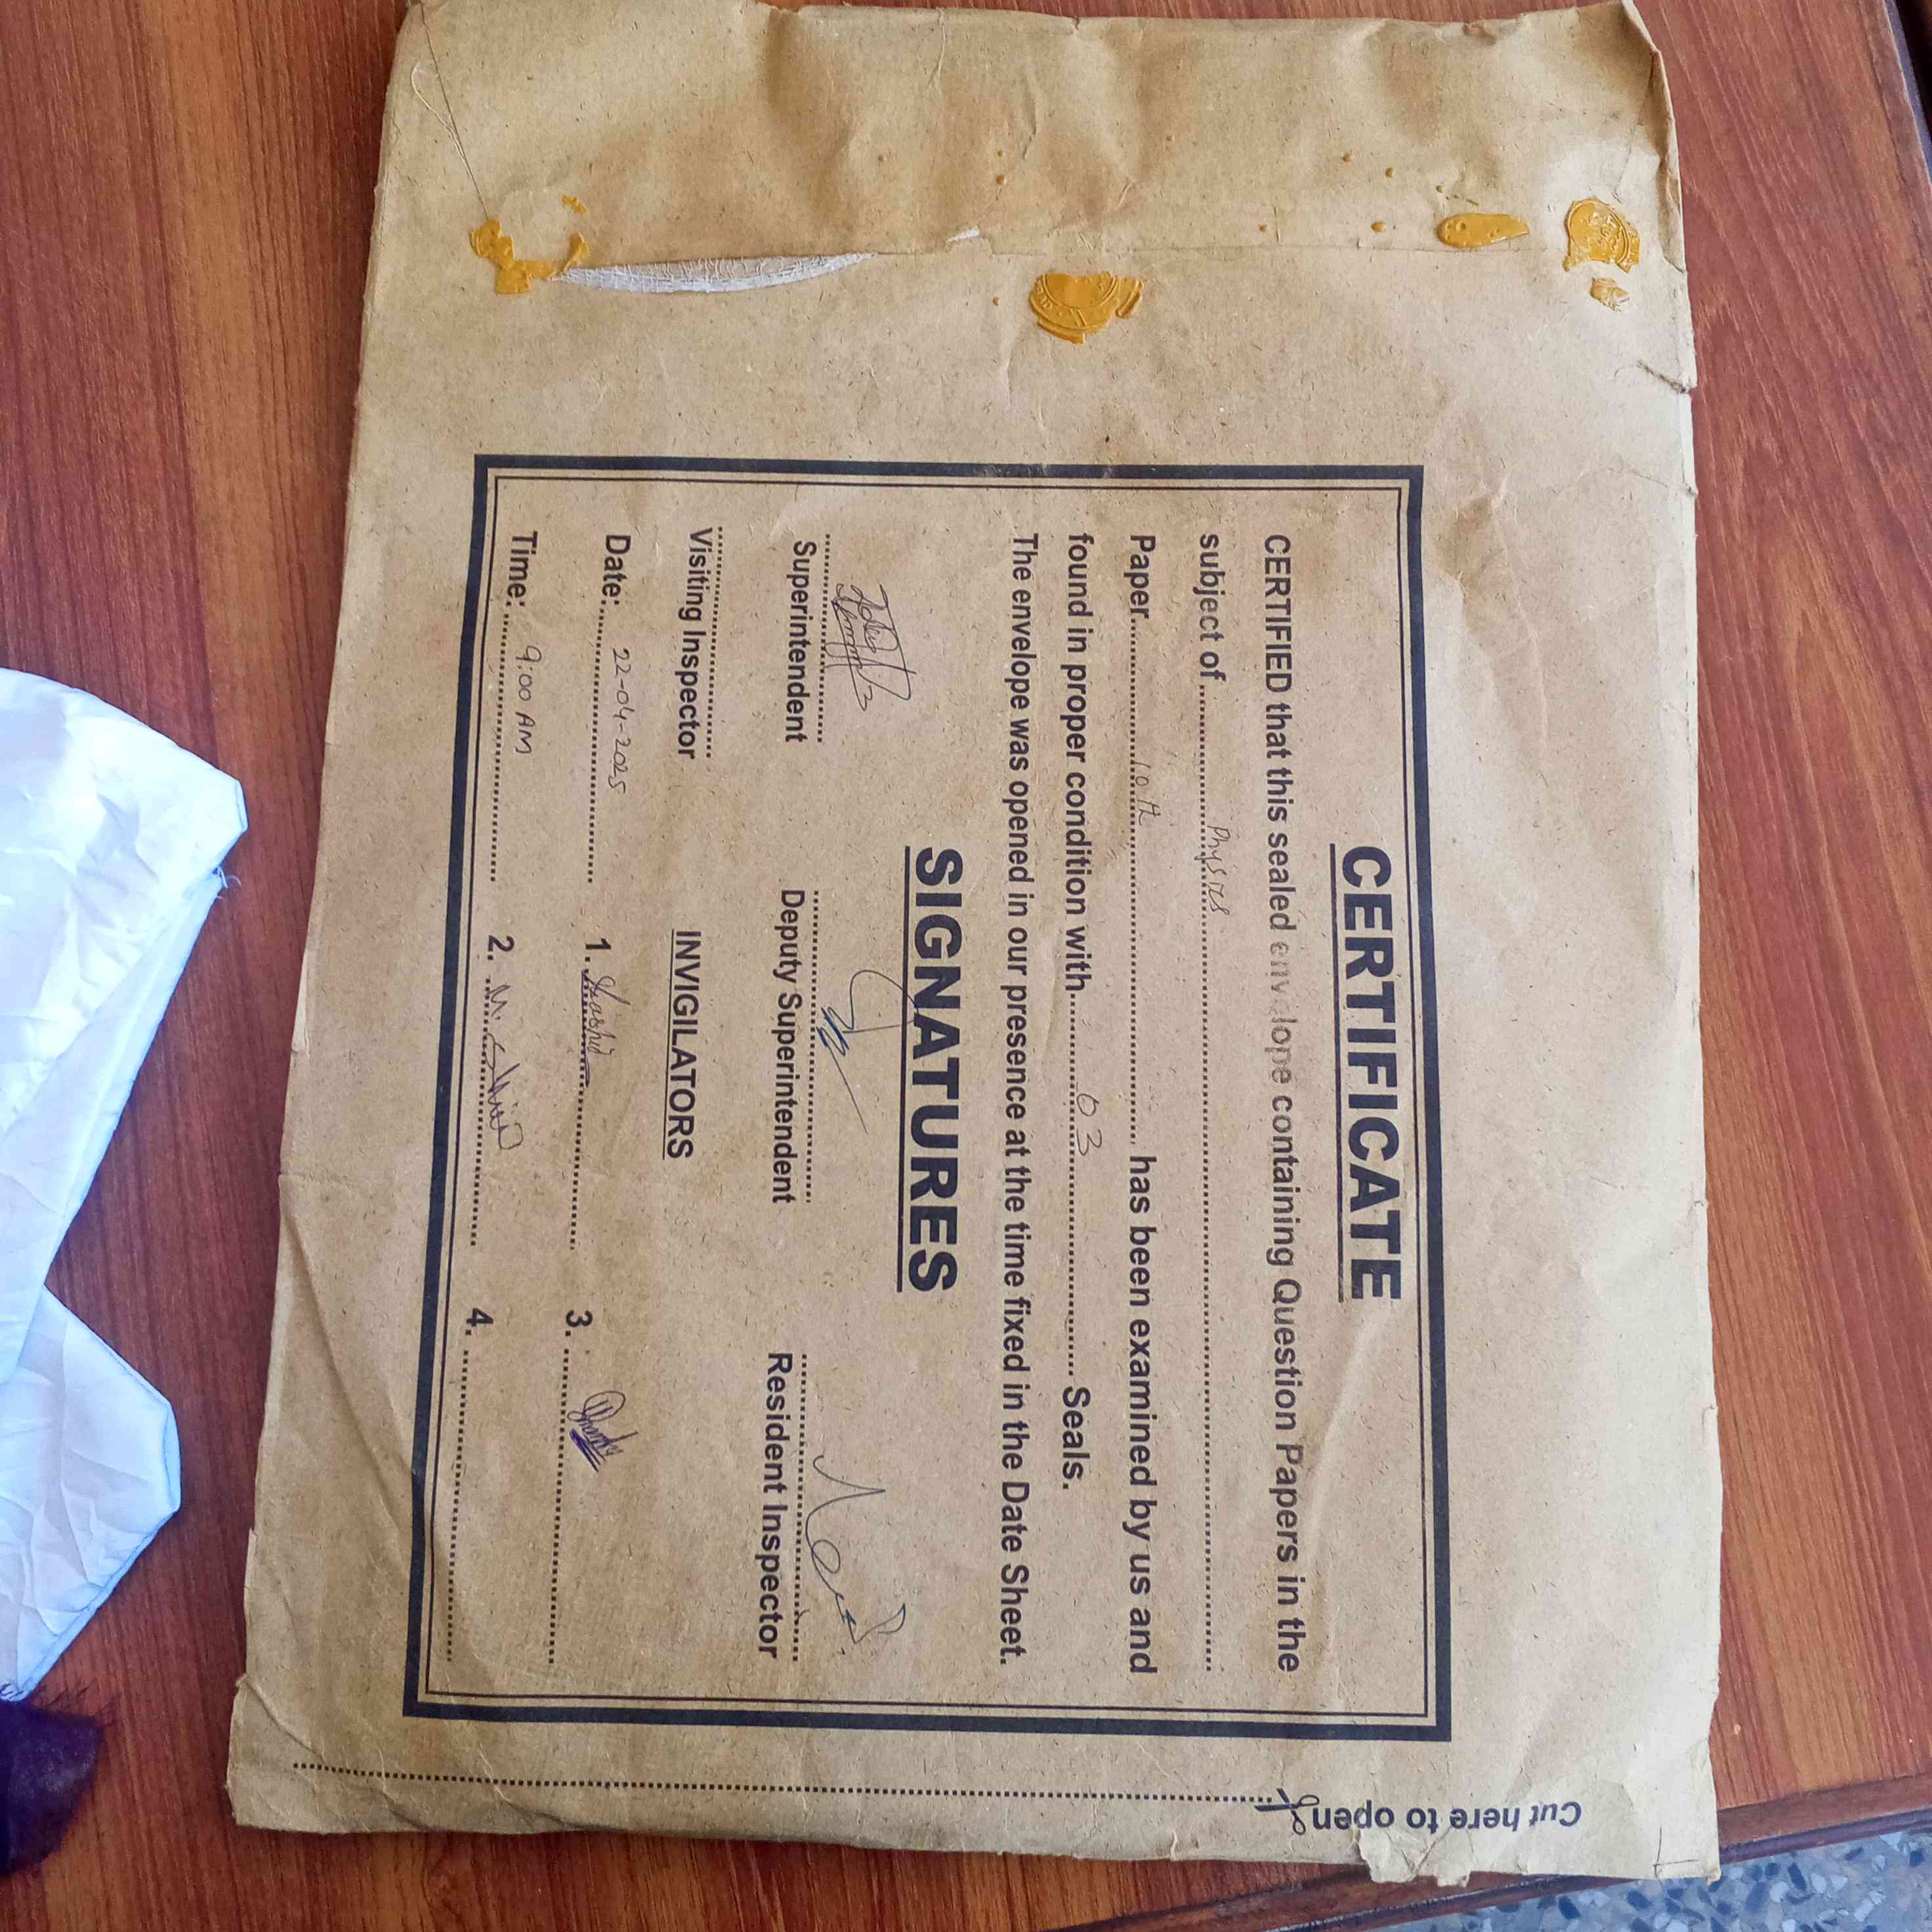 CERTIFICATE
CERTIFIED that this sealed env lope containing Question Papers in the
subject of Physics
Paper 10th has been examined by us and
found in proper condition with 03 Seals.
The envelope was opened in our presence at the time fixed in the Date Sheet.
SIGNATURES
Superintendent Deputy Superintendent Resident Inspector
Visiting Inspector INVIGILATORS
Date: 22-04-2025 1. 3.
Time: 9:00 AM 2. 4.
Cut here to open